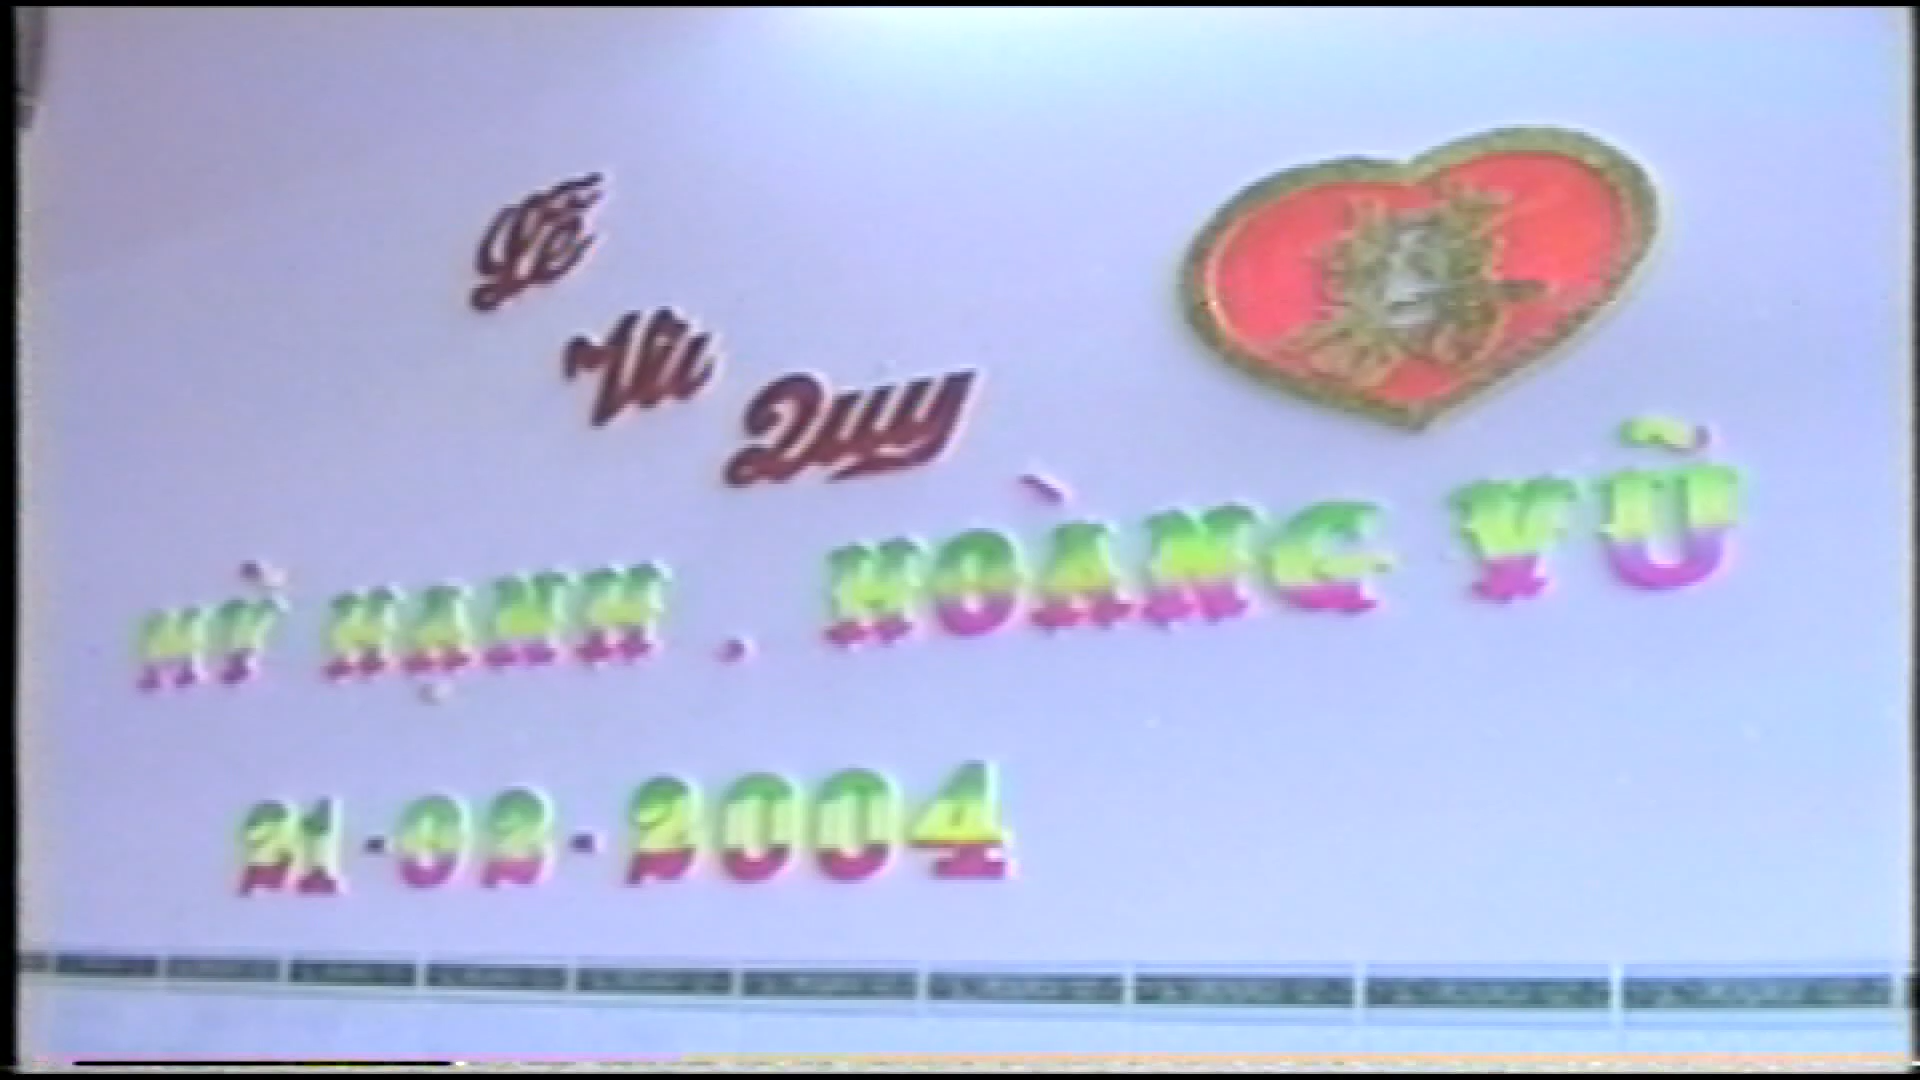 Lễ
Vu
Quy
MỸ HẠNH . HOÀNG VŨ
21·02·2004